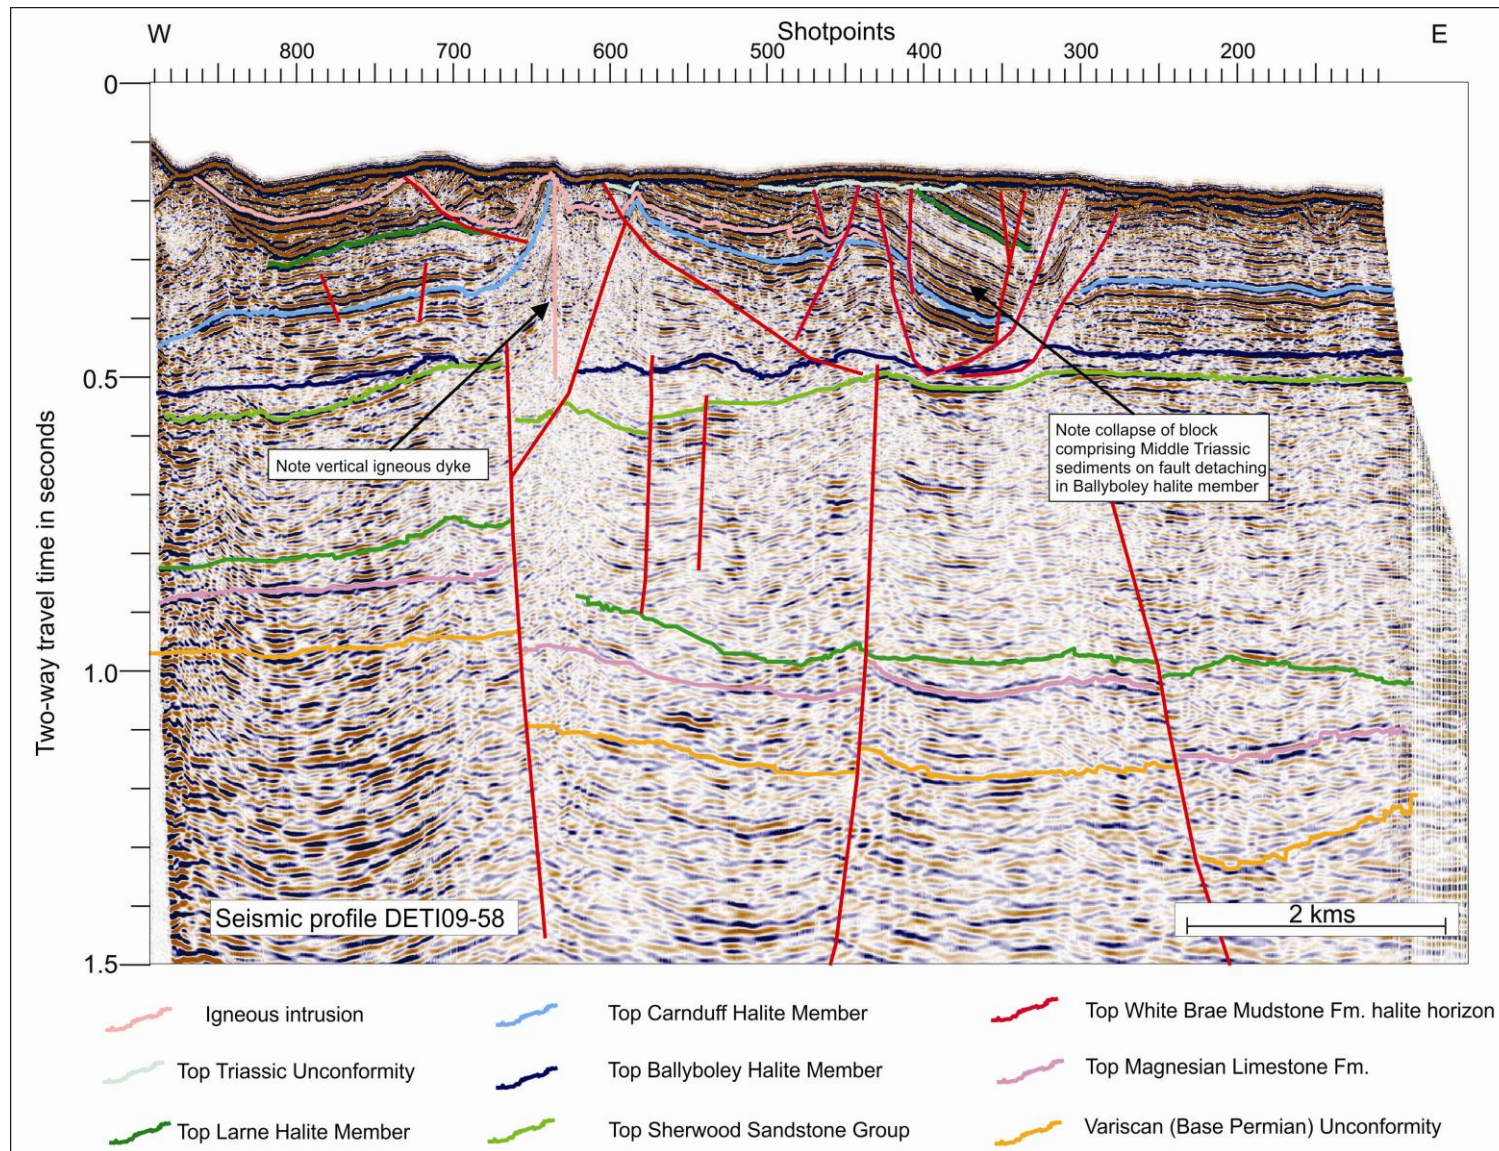 W Shotpoints E
800 700 600 500 400 300 200
0
0.5
1.0
1.5
Two-way travel time in seconds
Note vertical igneous dyke
Note collapse of block
comprising Middle Triassic
sediments on fault detaching
in Ballyboley halite member
Seismic profile DETI09-58
2 kms
Igneous intrusion
Top Carnduff Halite Member
Top White Brae Mudstone Fm. halite horizon
Top Triassic Unconformity
Top Ballyboley Halite Member
Top Magnesian Limestone Fm.
Top Larne Halite Member
Top Sherwood Sandstone Group
Variscan (Base Permian) Unconformity